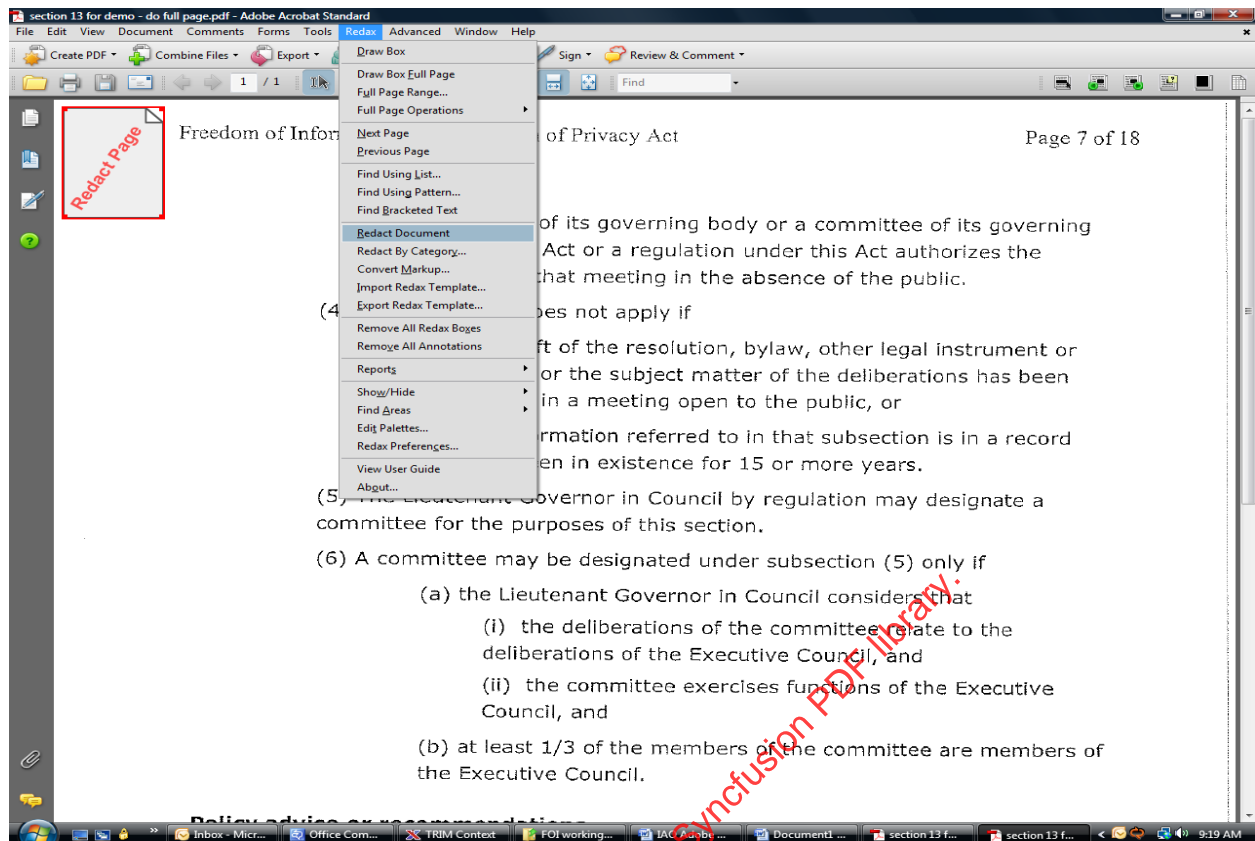 section 13 for demo - do full page.pdf - Adobe Acrobat Standard
File Edit View Document Comments Forms Tools Redax Advanced Window Help
Create PDF Combine Files Export Sign Review & Comment
1 / 1 Find
Draw Box
Draw Box Full Page
Full Page Range...
Full Page Operations
Next Page
Previous Page
Find Using List...
Find Using Pattern...
Find Bracketed Text
Redact Document
Redact By Category...
Convert Markup...
Import Redax Template...
Export Redax Template...
Remove All Redax Boxes
Remove All Annotations
Reports
Show/Hide
Find Areas
Edit Palettes...
Redax Preferences...
View User Guide
About...
Redact Page
Freedom of Infor of Privacy Act Page 7 of 18
of its governing body or a committee of its governing
Act or a regulation under this Act authorizes the
that meeting in the absence of the public.
(4 oes not apply if
ft of the resolution, bylaw, other legal instrument or
or the subject matter of the deliberations has been
in a meeting open to the public, or
rmation referred to in that subsection is in a record
en in existence for 15 or more years.
(5) The Lieutenant Governor in Council by regulation may designate a
committee for the purposes of this section.
(6) A committee may be designated under subsection (5) only if
(a) the Lieutenant Governor in Council considers that
(i) the deliberations of the committee relate to the
deliberations of the Executive Council, and
(ii) the committee exercises functions of the Executive
Council, and
(b) at least 1/3 of the members of the committee are members of
the Executive Council.
Policy advice or recommendations
Syncfusion PDF library.
Inbox - Micr... Office Com... TRIM Context FOI working... IAO Adobe ... Document1 ... section 13 f... section 13 f... 9:19 AM